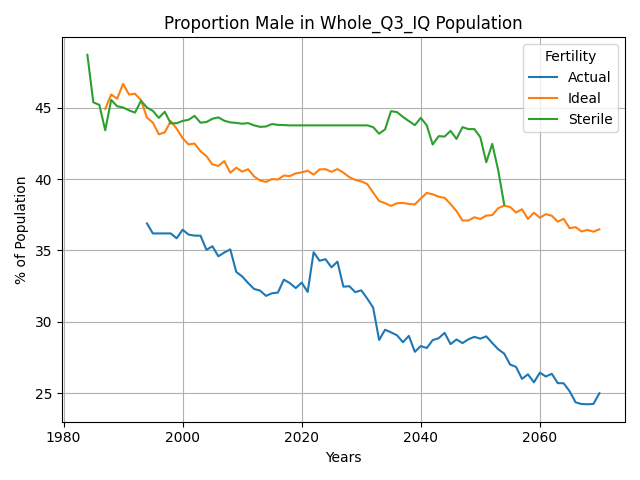 Proportion Male in Whole_Q3_IQ Population
Fertility
Actual
Ideal
Sterile
% of Population
45
40
35
30
25
1980
2000
2020
2040
2060
Years